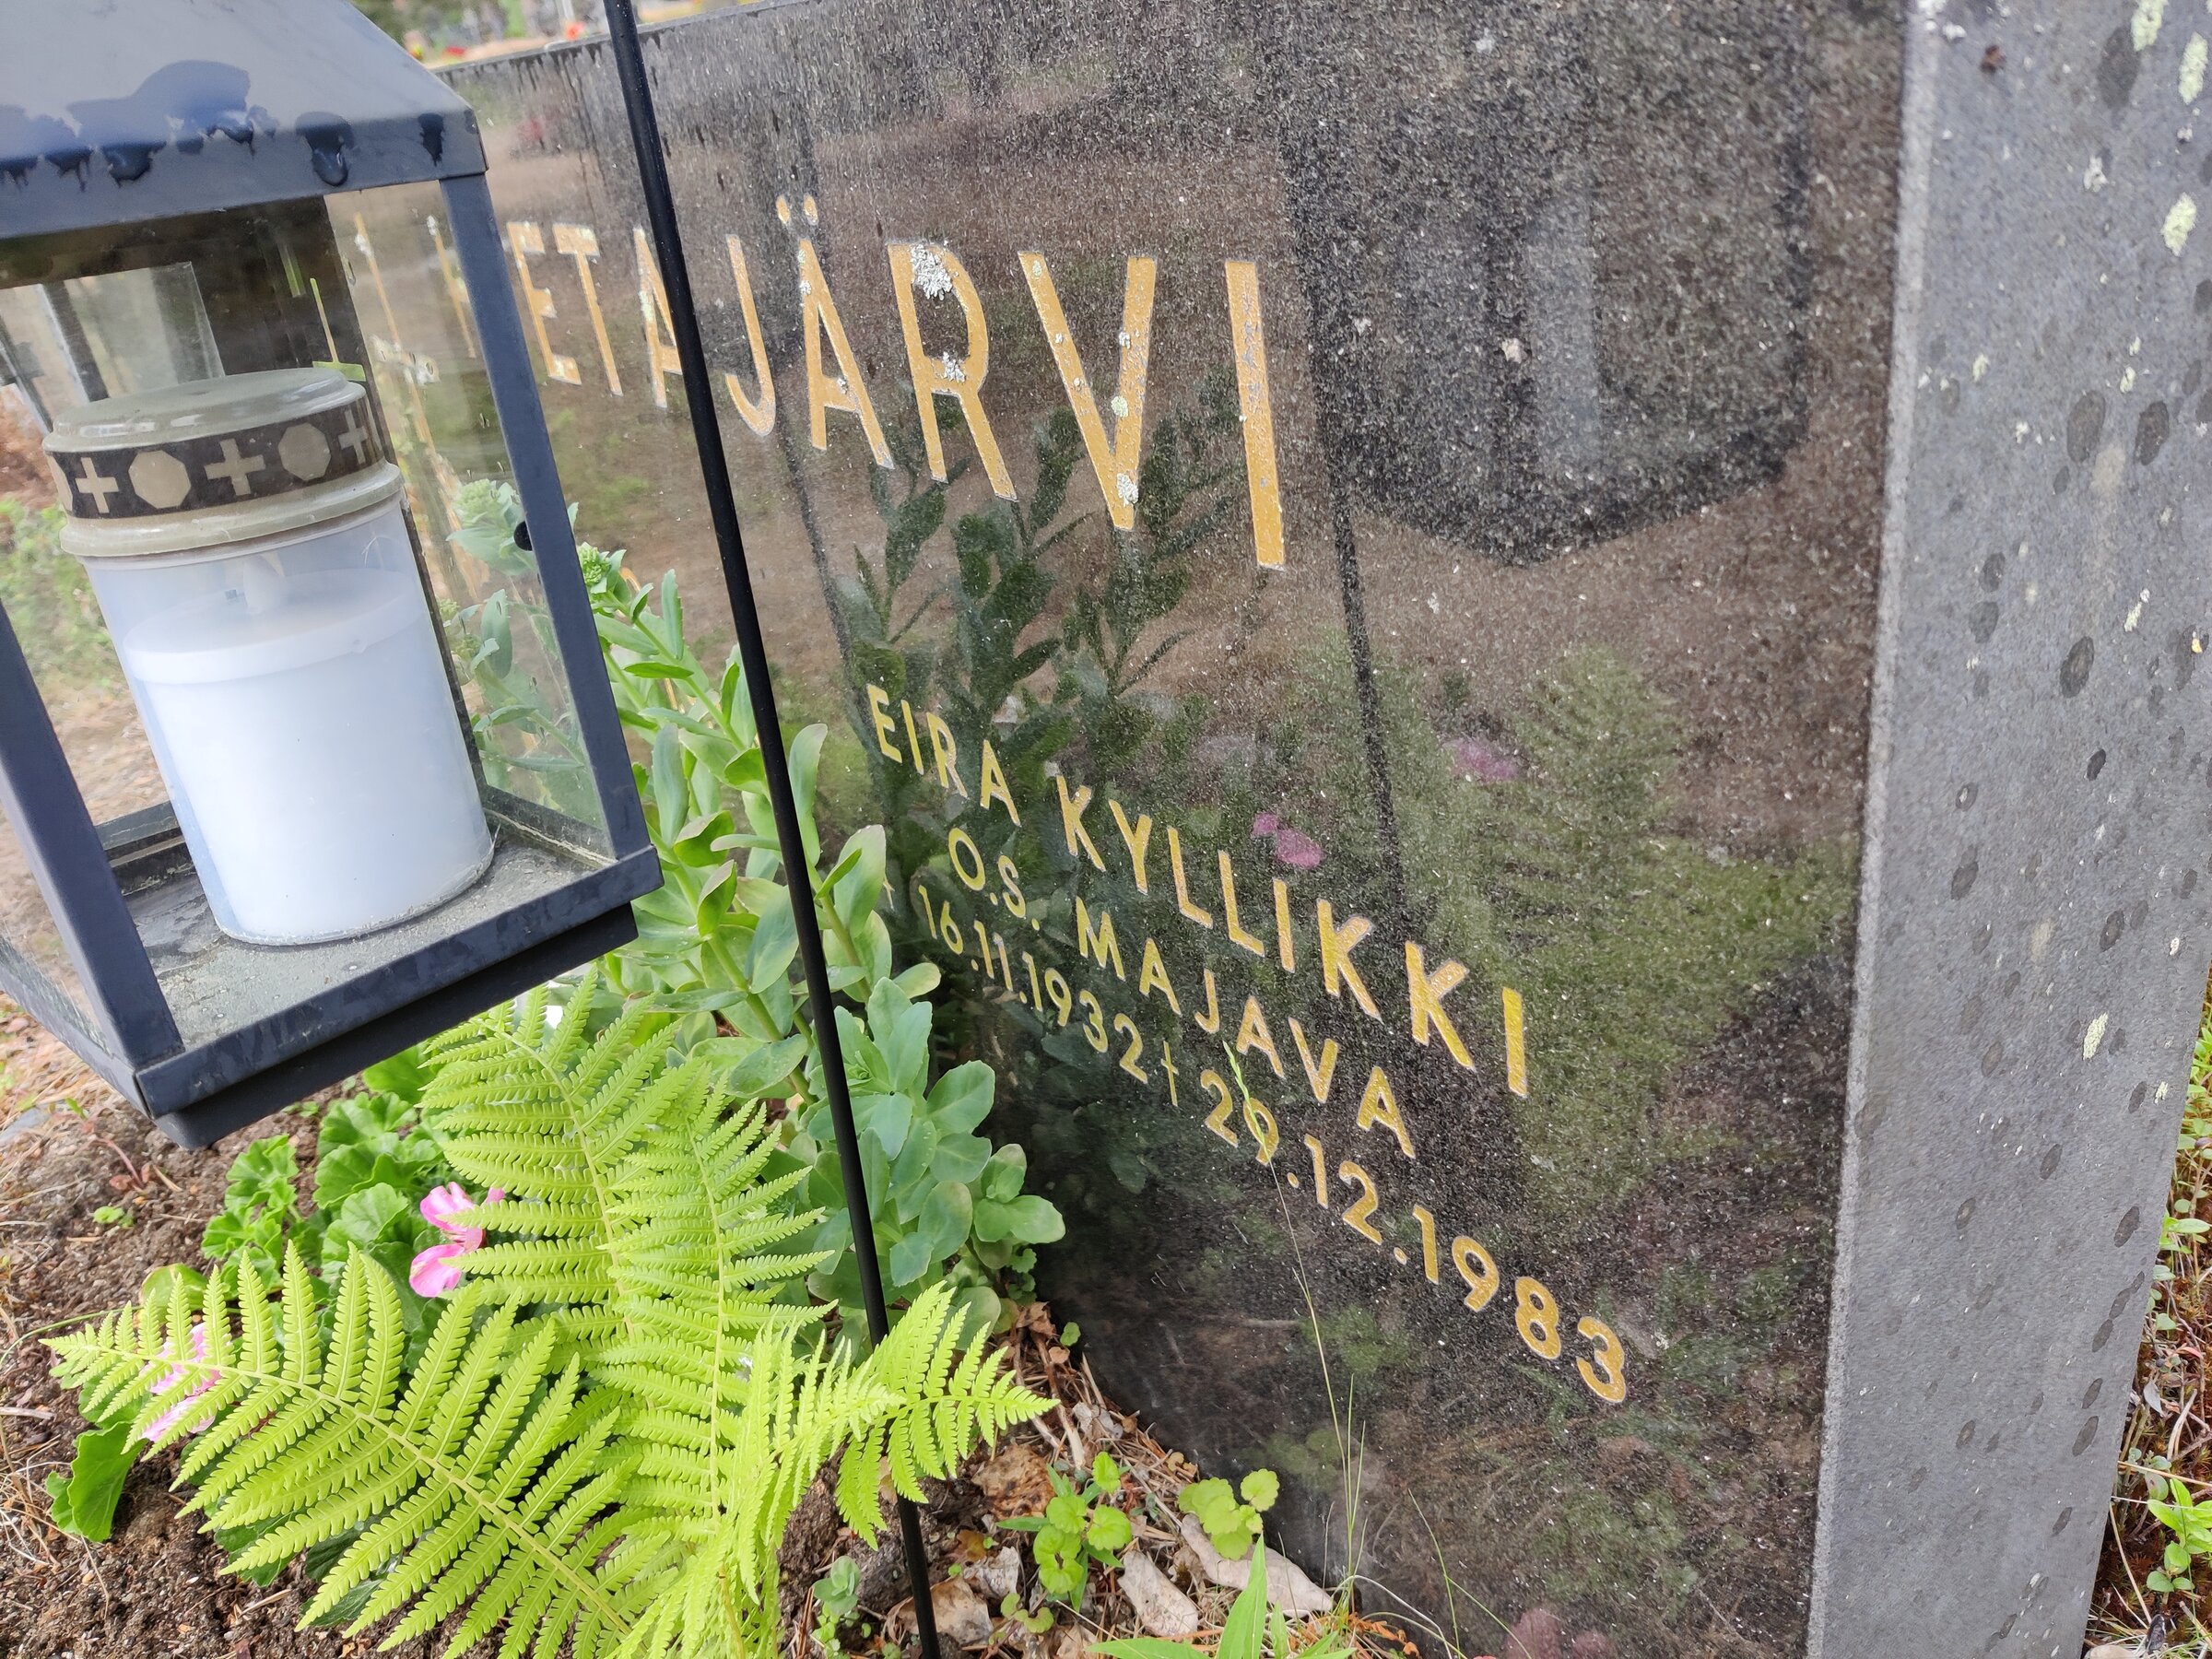 ETAJÄRVI
EIRA KYLLIKKI
O.S. MAJAVA
16.11.1932 † 29.12.1983